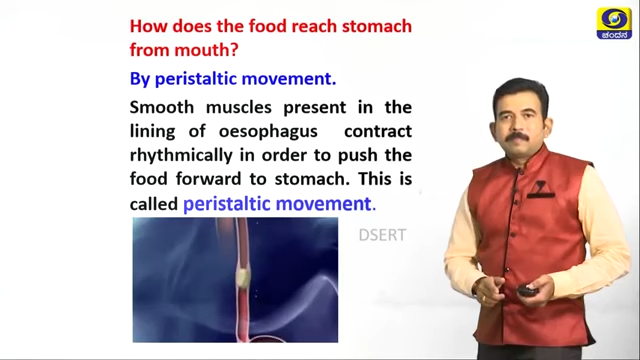 How does the food reach stomach
from mouth?
By peristaltic movement.
Smooth muscles present in the
lining of oesophagus contract
rhythmically in order to push the
food forward to stomach. This is
called peristaltic movement.
DSERT
ಚಂದನ